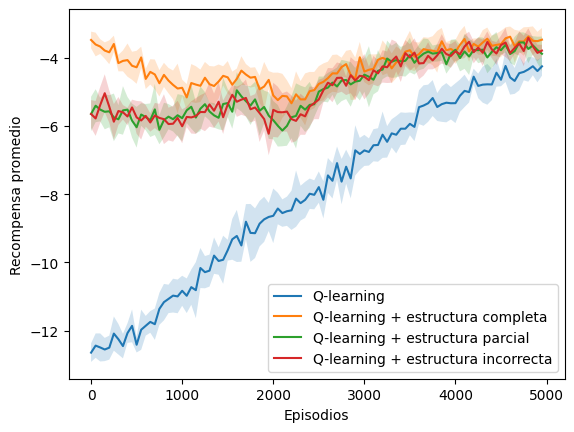 Recompensa promedio
−4
−6
−8
−10
−12
0
1000
2000
3000
4000
5000
Episodios
Q-learning
Q-learning + estructura completa
Q-learning + estructura parcial
Q-learning + estructura incorrecta